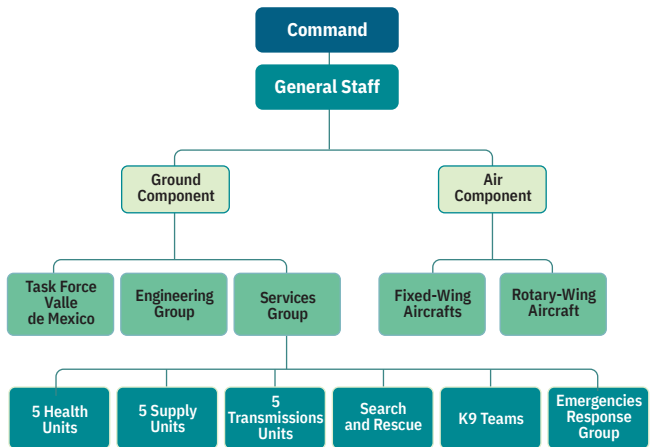 Command
General Staff
Ground
Component
Air
Component
Task Force
Valle
de Mexico
Engineering
Group
Services
Group
Fixed-Wing
Aircrafts
Rotary-Wing
Aircraft
5 Health
Units
5 Supply
Units
5
Transmissions
Units
Search
and Rescue
K9 Teams
Emergencies
Response
Group